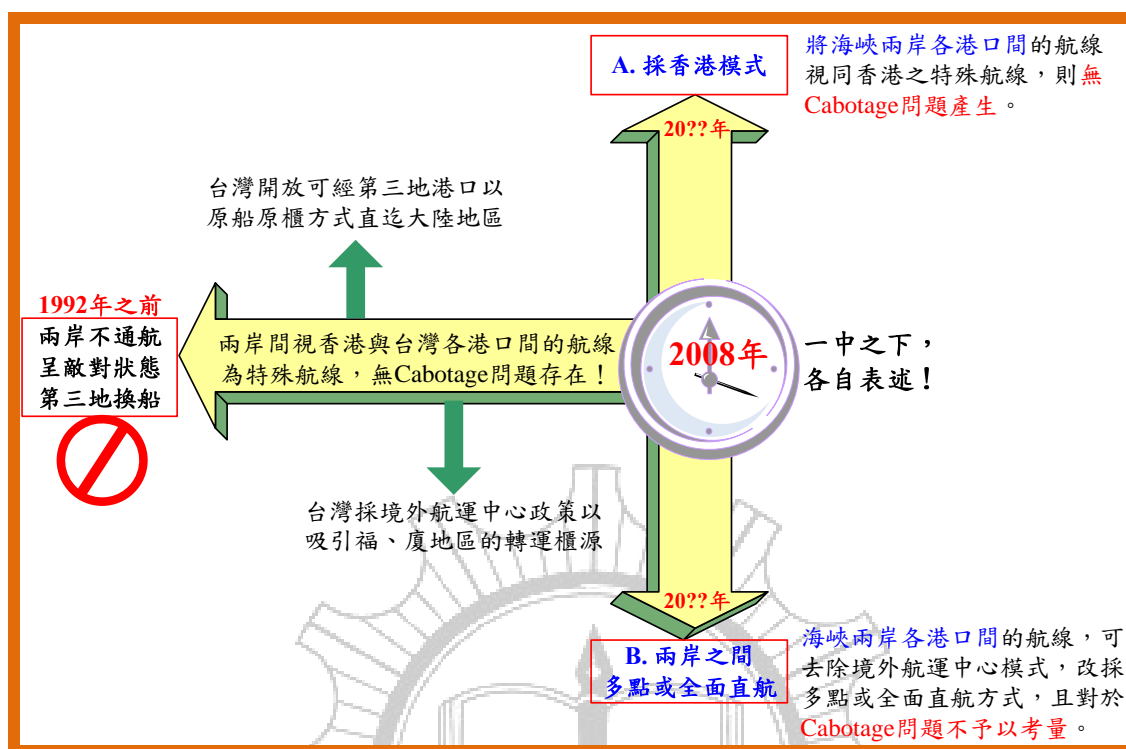 A. 採香港模式
將海峽兩岸各港口間的航線
視同香港之特殊航線，則無
Cabotage問題產生。
20??年
台灣開放可經第三地港口以
原船原櫃方式直迄大陸地區
1992年之前
兩岸不通航
呈敵對狀態
第三地換船
兩岸間視香港與台灣各港口間的航線
為特殊航線，無Cabotage問題存在！
2008年
一中之下，
各自表述！
台灣採境外航運中心政策以
吸引福、廈地區的轉運櫃源
20??年
B. 兩岸之間
多點或全面直航
海峽兩岸各港口間的航線，可
去除境外航運中心模式，改採
多點或全面直航方式，且對於
Cabotage問題不予以考量。